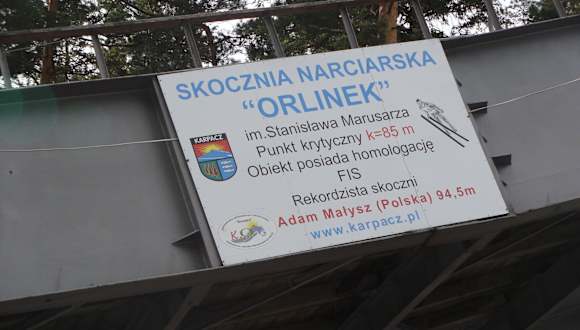 SKOCZNIA NARCIARSKA
"ORLINEK"
im.Stanisława Marusarza
Punkt krytyczny k=85 m
Obiekt posiada homologację
FIS
Rekordzista skoczni
Adam Małysz (Polska) 94,5m
www.karpacz.pl
KARPACZ